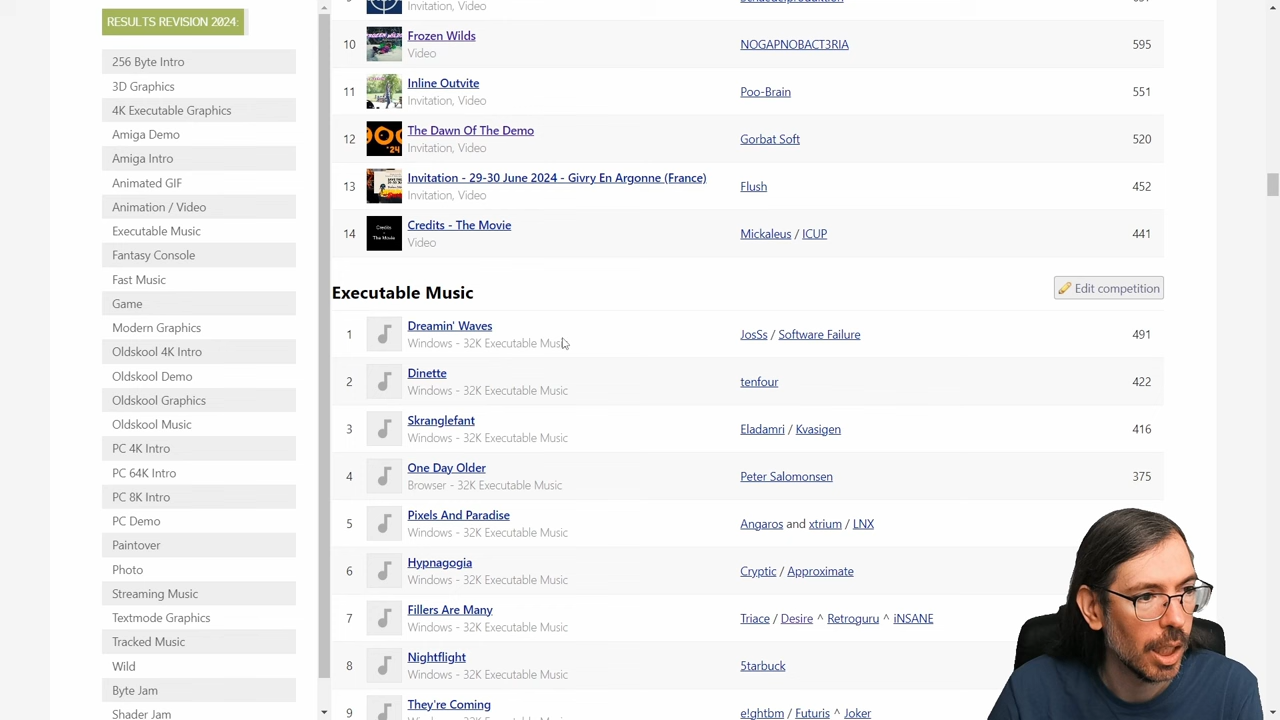 RESULTS REVISION 2024:
256 Byte Intro
3D Graphics
4K Executable Graphics
Amiga Demo
Amiga Intro
Animated GIF
Animation / Video
Executable Music
Fantasy Console
Fast Music
Game
Modern Graphics
Oldskool 4K Intro
Oldskool Demo
Oldskool Graphics
Oldskool Music
PC 4K Intro
PC 64K Intro
PC 8K Intro
PC Demo
Paintover
Photo
Streaming Music
Textmode Graphics
Tracked Music
Wild
Byte Jam
Shader Jam
Invitation, Video
10 Frozen Wilds NOGAPNOBACT3RIA 595
Video
11 Inline Outvite Poo-Brain 551
Invitation, Video
12 The Dawn Of The Demo Gorbat Soft 520
Invitation, Video
13 Invitation - 29-30 June 2024 - Givry En Argonne (France) Flush 452
Invitation, Video
14 Credits - The Movie Mickaleus / ICUP 441
Video
Executable Music Edit competition
1 Dreamin' Waves JosSs / Software Failure 491
Windows - 32K Executable Music
2 Dinette tenfour 422
Windows - 32K Executable Music
3 Skranglefant Eladamri / Kvasigen 416
Windows - 32K Executable Music
4 One Day Older Peter Salomonsen 375
Browser - 32K Executable Music
5 Pixels And Paradise Angaros and xtrium / LNX
Windows - 32K Executable Music
6 Hypnagogia Cryptic / Approximate
Windows - 32K Executable Music
7 Fillers Are Many Triace / Desire ^ Retroguru ^ iNSANE
Windows - 32K Executable Music
8 Nightflight 5tarbuck
Windows - 32K Executable Music
9 They're Coming e!ghtbm / Futuris ^ Joker
Windows - 32K Executable Music